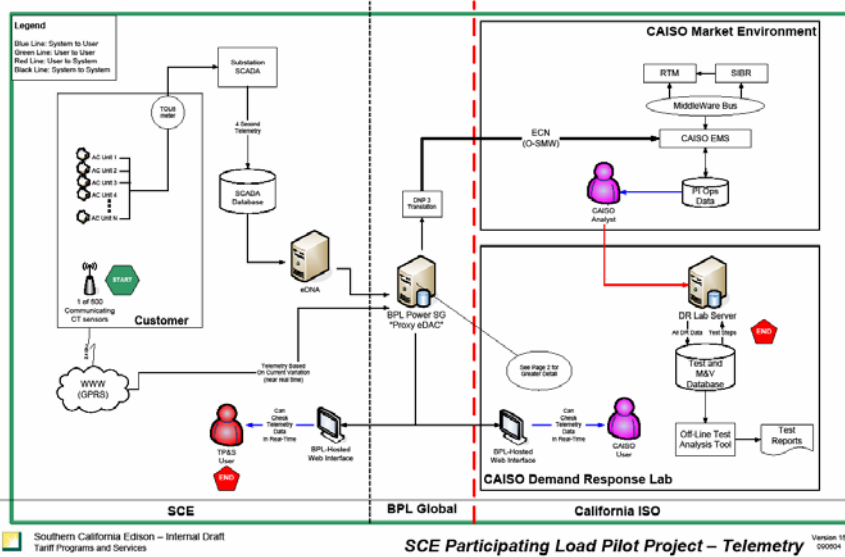 Legend
Blue Line: System to User
Green Line: User to User
Red Line: User to System
Black Line: System to System
Substation
SCADA
TOU8
meter
4 Second
Telemetry
AC Unit 1
AC Unit 2
AC Unit 3
AC Unit 4
AC Unit N
SCADA
Database
START
1 of 500
Communicating
CT sensors
Customer
eDNA
WWW
(GPRS)
Telemetry Based
On Current Variation
(near real time)
TP&S
User
END
Can
Check
Telemetry
Data
in Real-Time
BPL-Hosted
Web Interface
DNP 3
Translation
BPL Power SG
"Proxy eDAC"
See Page 2 for
Greater Detail
ECN
(O-SMW)
CAISO Market Environment
RTM
SIBR
MiddleWare Bus
CAISO EMS
PI Ops
Data
CAISO
Analyst
DR Lab Server
All DR Data
Test Steps
END
Test and
M&V
Database
Off-Line Test
Analysis Tool
Test
Reports
BPL-Hosted
Web Interface
Can
Check
Telemetry
Data
in Real-Time
CAISO
User
CAISO Demand Response Lab
SCE
BPL Global
California ISO
Southern California Edison – Internal Draft
Tariff Programs and Services
SCE Participating Load Pilot Project – Telemetry
Version
090604